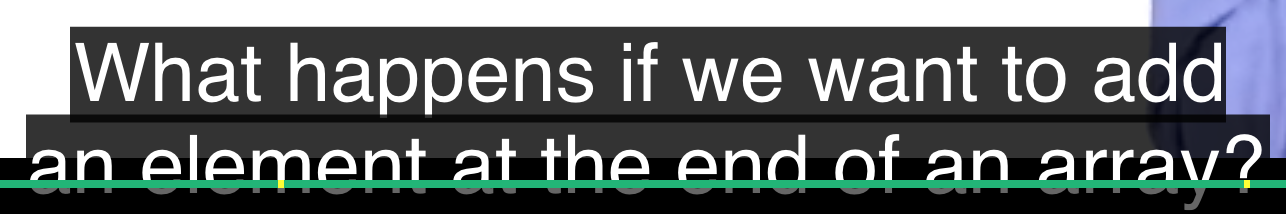 What happens if we want to add
an element at the end of an array?